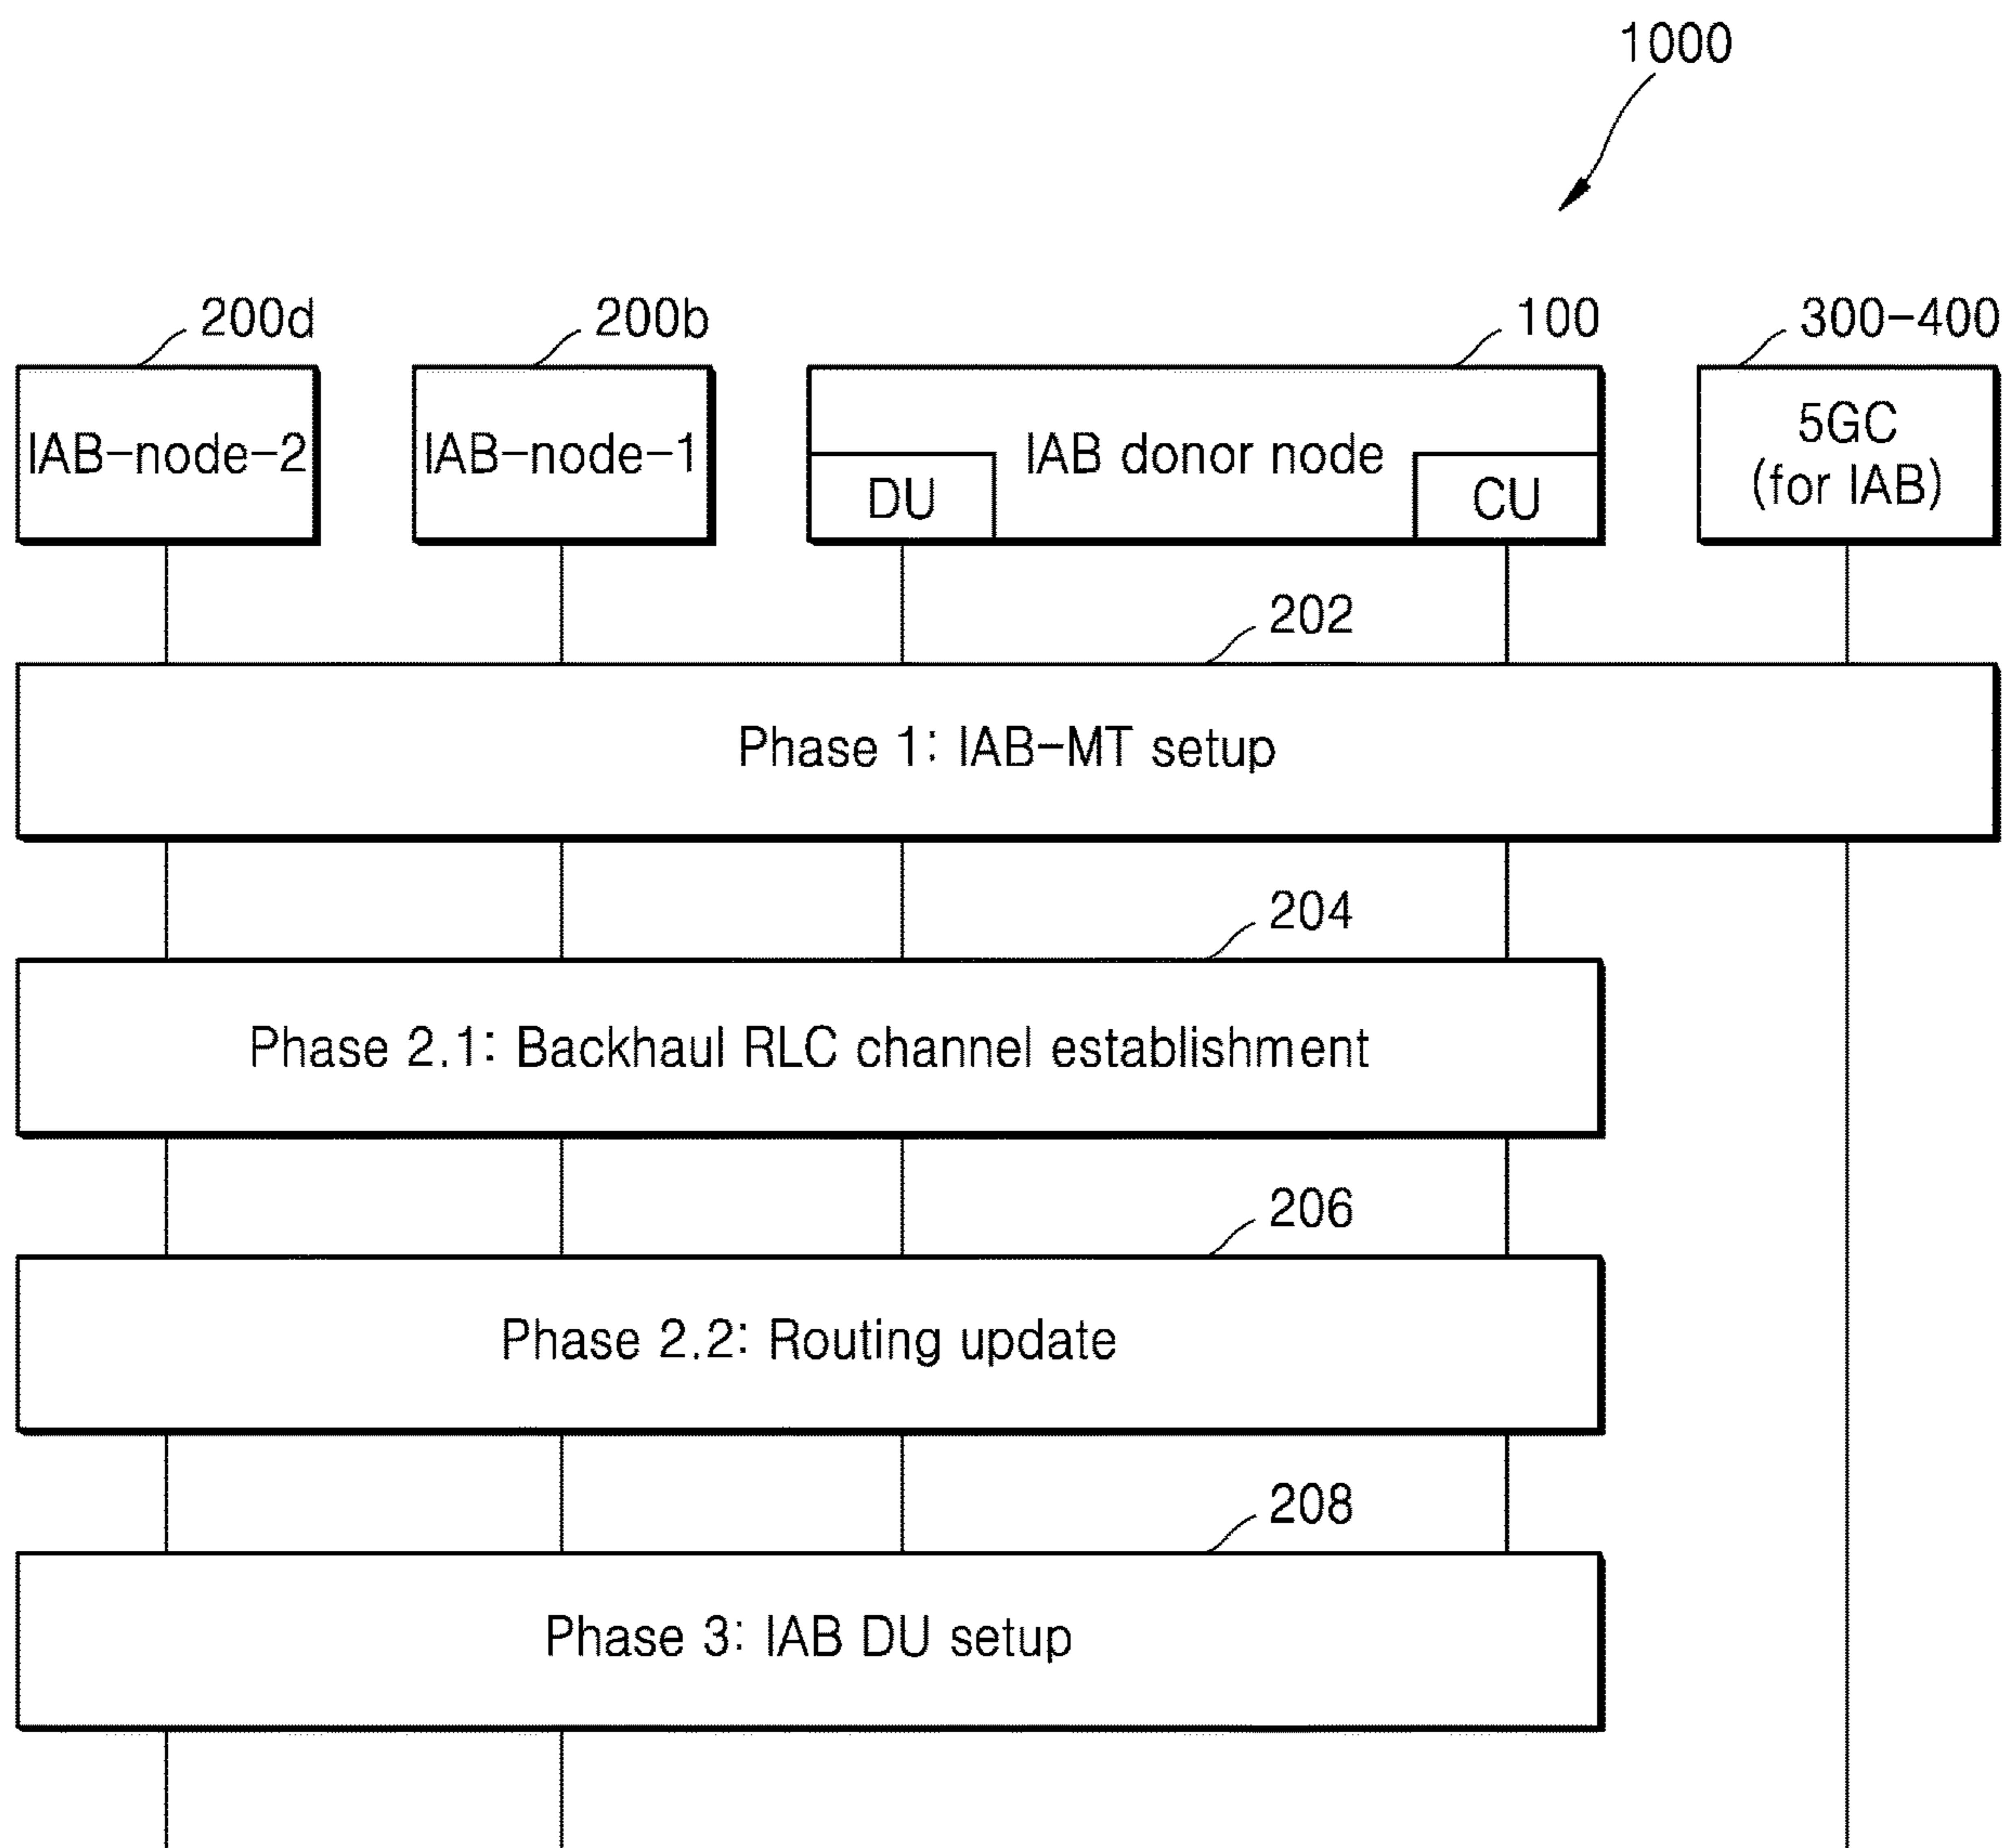 1000
200d
200b
100
300-400
IAB-node-2
IAB-node-1
IAB donor node
DU
CU
5GC
(for IAB)
202
Phase 1: IAB-MT setup
204
Phase 2.1: Backhaul RLC channel establishment
206
Phase 2.2: Routing update
208
Phase 3: IAB DU setup